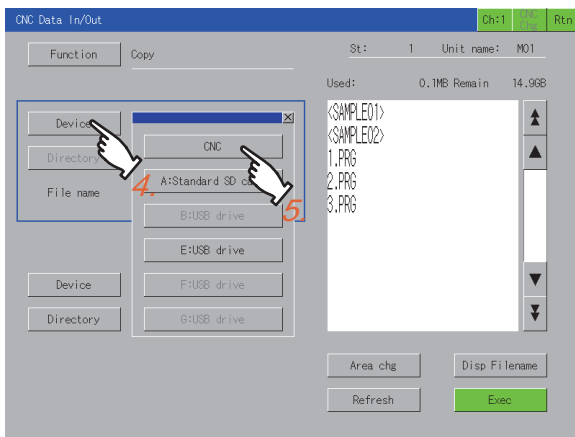 CNC Data In/Out Ch:1 CNC Chg Rtn
Function Copy St: 1 Unit name: M01
Used: 0.1MB Remain 14.9GB
Device
Directory
File name
4.
5.
CNC
A:Standard SD
B:USB drive
E:USB drive
F:USB drive
G:USB drive
<SAMPLE01>
<SAMPLE02>
1.PRG
2.PRG
3.PRG
Device
Directory
Area chg Disp Filename
Refresh Exec